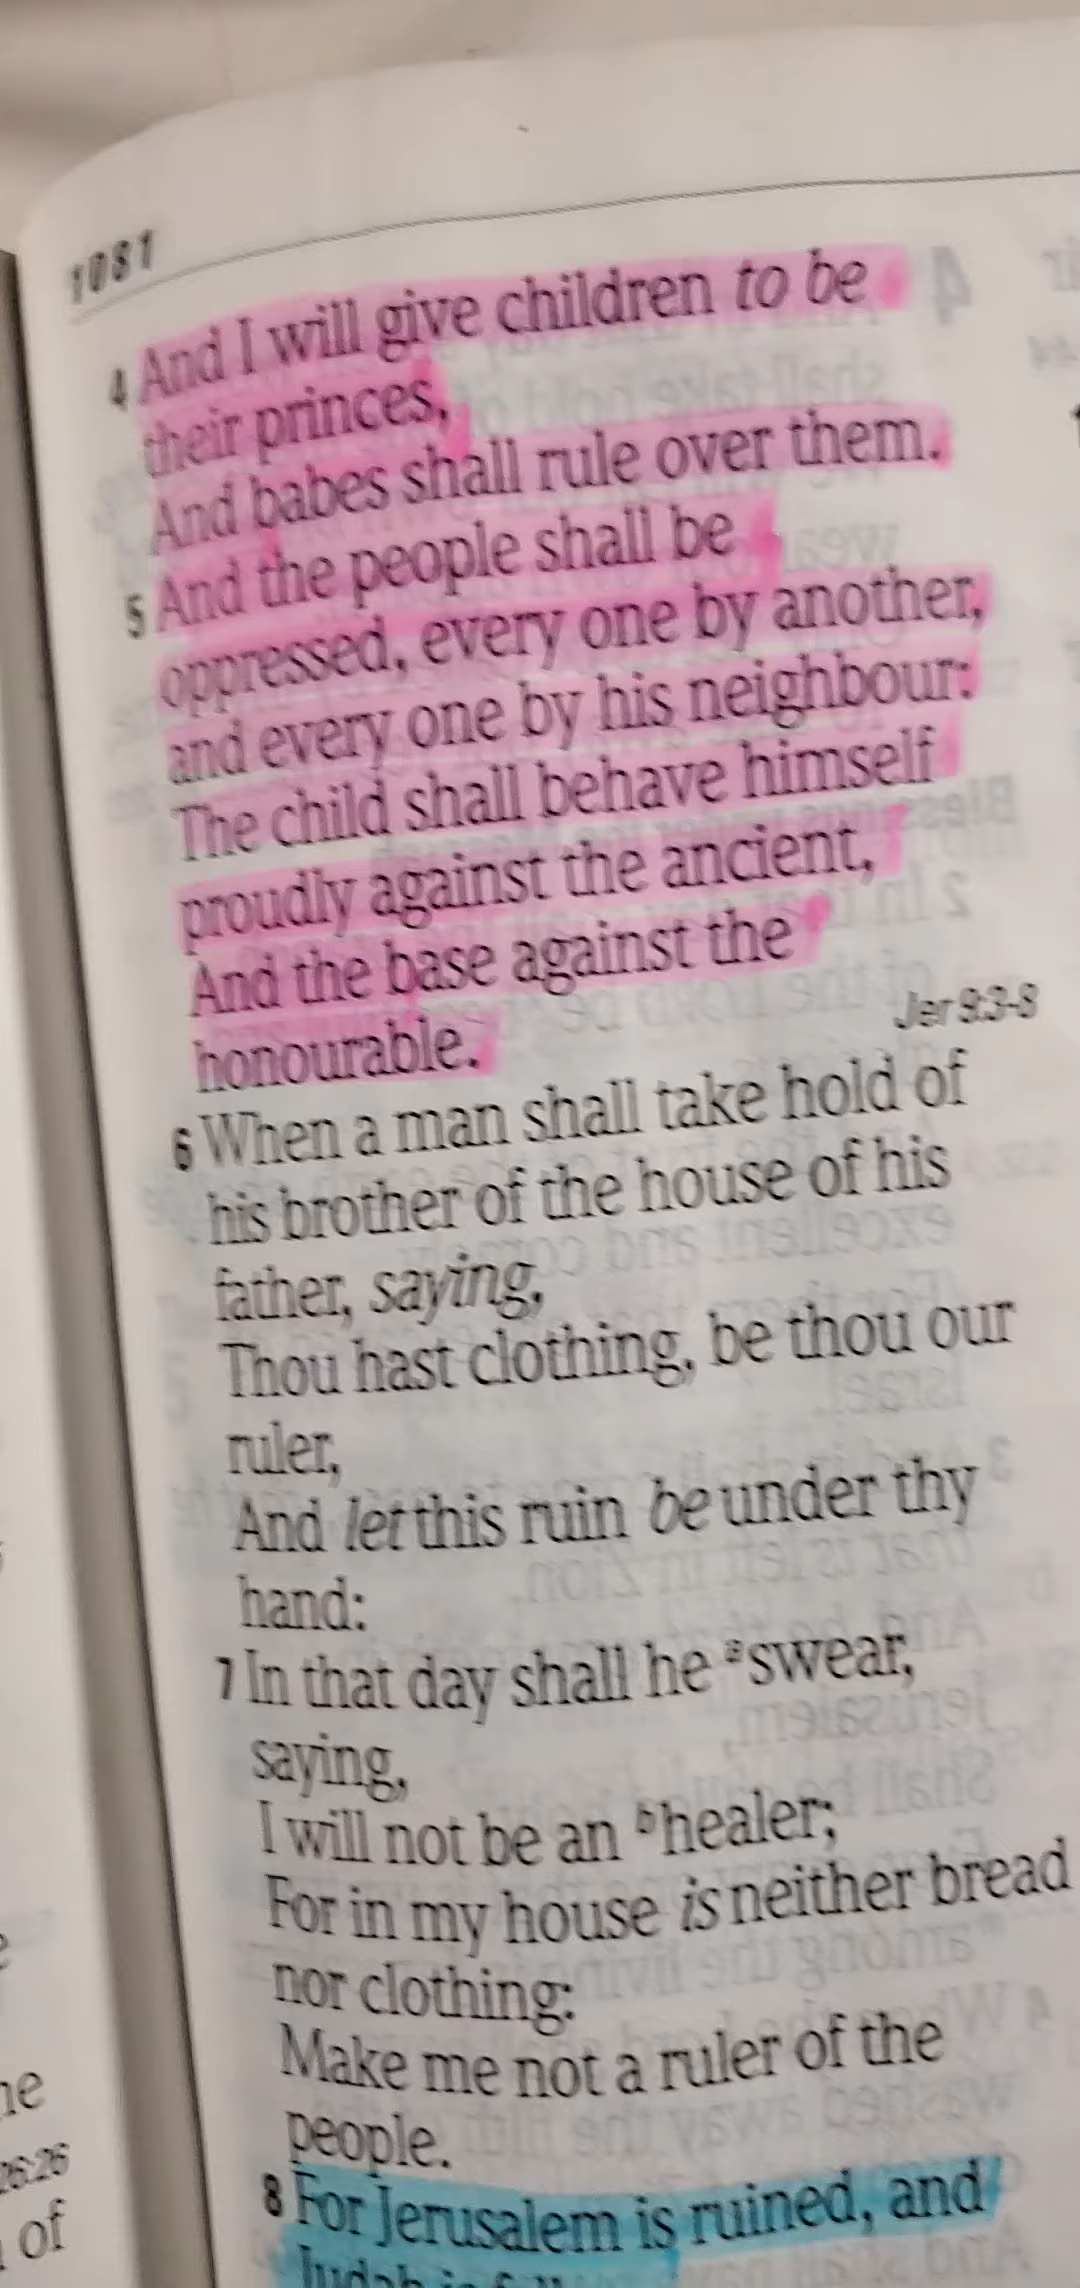 1081
4 And I will give children to be
their princes,
And babes shall rule over them.
5 And the people shall be
oppressed, every one by another,
and every one by his neighbour:
The child shall behave himself
proudly against the ancient,
And the base against the
honourable.
Jer 9:3-8
6 When a man shall take hold of
his brother of the house of his
father, saying,
Thou hast clothing, be thou our
ruler,
And let this ruin be under thy
hand:
7 In that day shall he a swear,
saying,
I will not be an b healer;
For in my house is neither bread
nor clothing:
Make me not a ruler of the
people.
8 For Jerusalem is ruined, and
Judah is
26:26
of